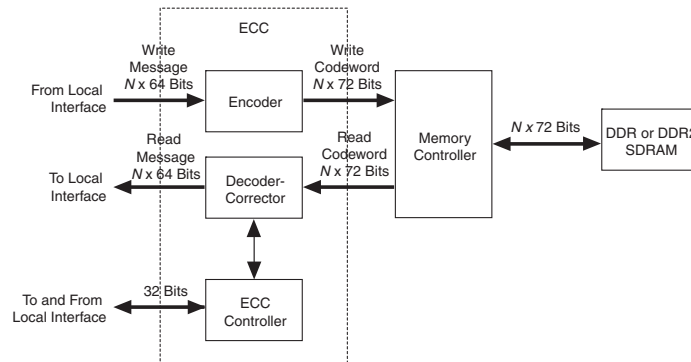 ECC
Write
Message
N x 64 Bits
Write
Codeword
N x 72 Bits
From Local
Interface
Encoder
Memory
Controller
N x 72 Bits
DDR or DDR2
SDRAM
Read
Message
N x 64 Bits
Read
Codeword
N x 72 Bits
To Local
Interface
Decoder-
Corrector
To and From
Local Interface
32 Bits
ECC
Controller